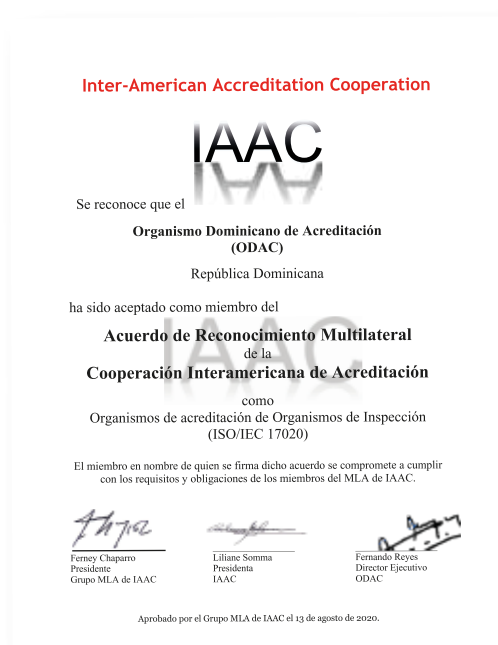 Inter-American Accreditation Cooperation
IAAC
Se reconoce que el
Organismo Dominicano de Acreditación
(ODAC)
República Dominicana
ha sido aceptado como miembro del
IAAC
Acuerdo de Reconocimiento Multilateral
de la
Cooperación Interamericana de Acreditación
como
Organismos de acreditación de Organismos de Inspección
(ISO/IEC 17020)
El miembro en nombre de quien se firma dicho acuerdo se compromete a cumplir
con los requisitos y obligaciones de los miembros del MLA de IAAC.
Ferney Chaparro
Presidente
Grupo MLA de IAAC
Liliane Somma
Presidenta
IAAC
Fernando Reyes
Director Ejecutivo
ODAC
Aprobado por el Grupo MLA de IAAC el 13 de agosto de 2020.